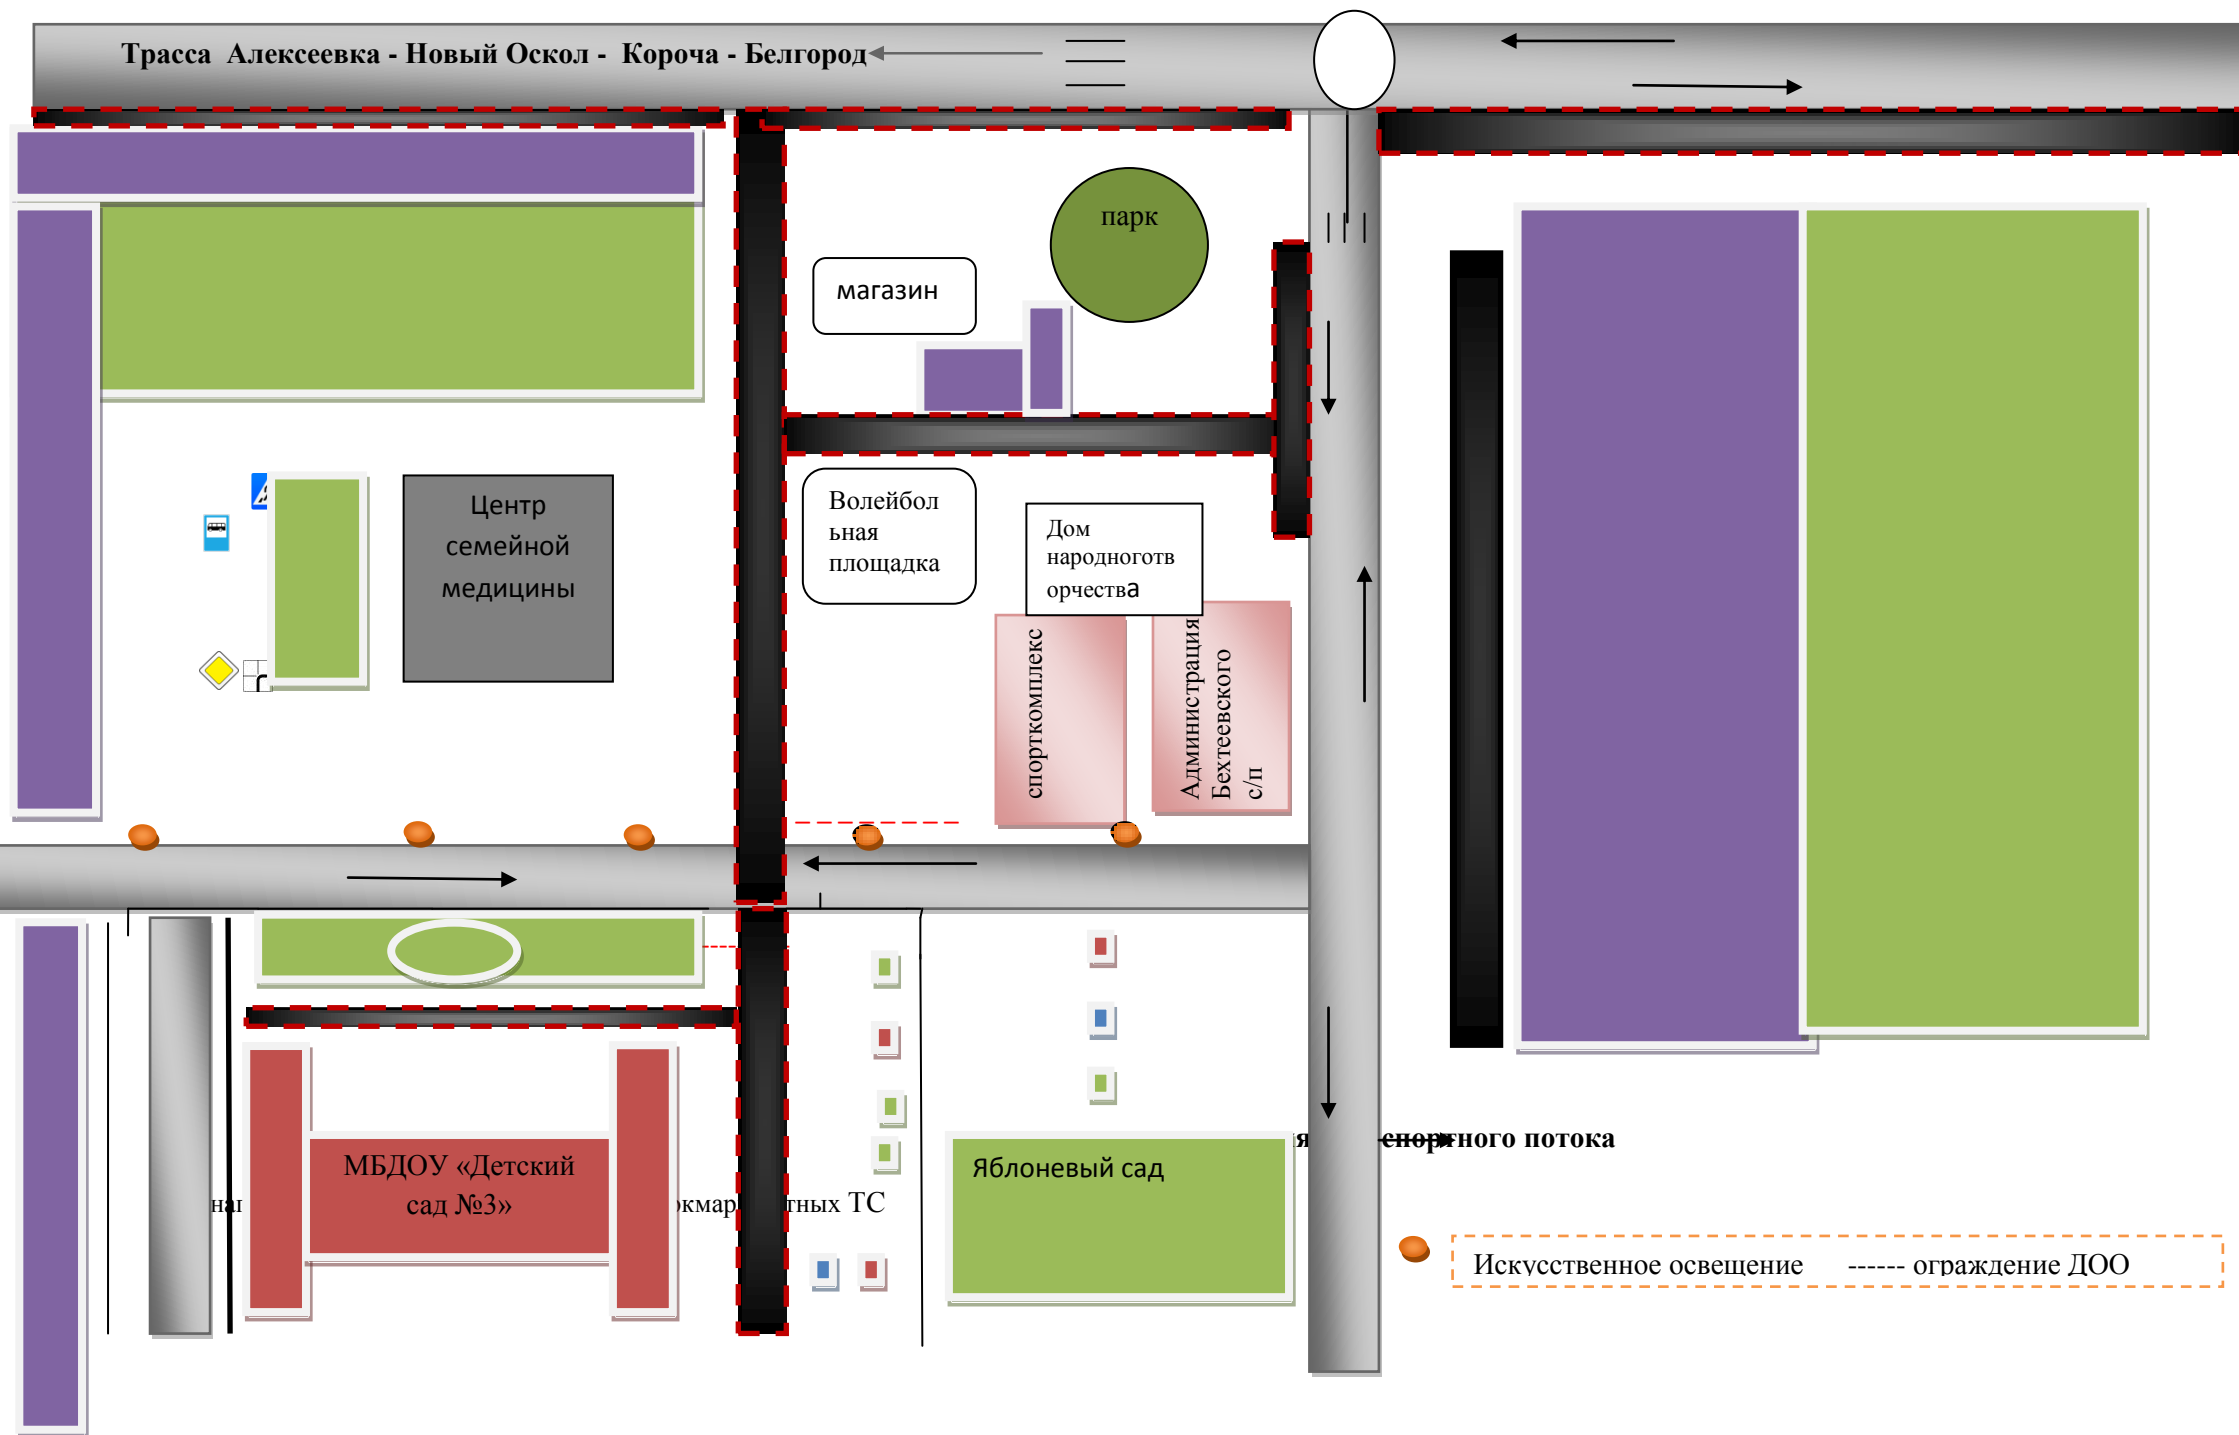 Трасса Алексеевка - Новый Оскол - Короча - Белгород
парк
магазин
Центр
семейной
медицины
Волейбол
ьная
площадка
Дом
народноготв
орчества
спорткомплекс
Администрация
Бехтеевского
с/п
потока
МБДОУ «Детский
сад №3»
ТС
Яблоневый сад
Искусственное освещение ------ ограждение ДОО